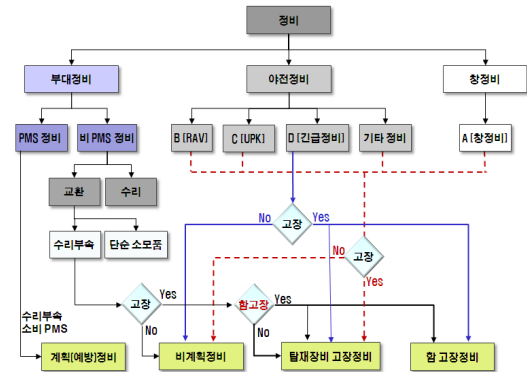 정비
부대정비
야전정비
창정비
PMS 정비
비 PMS 정비
B [RAV]
C [UPK]
D [긴급정비]
기타 정비
A [창정비]
교환
수리
No
고장
Yes
수리부속
단순 소모품
No
고장
고장
Yes
함고장
Yes
Yes
수리부속
소비 PMS
No
No
계획(예방)정비
비계획정비
탑재장비 고장정비
함 고장정비